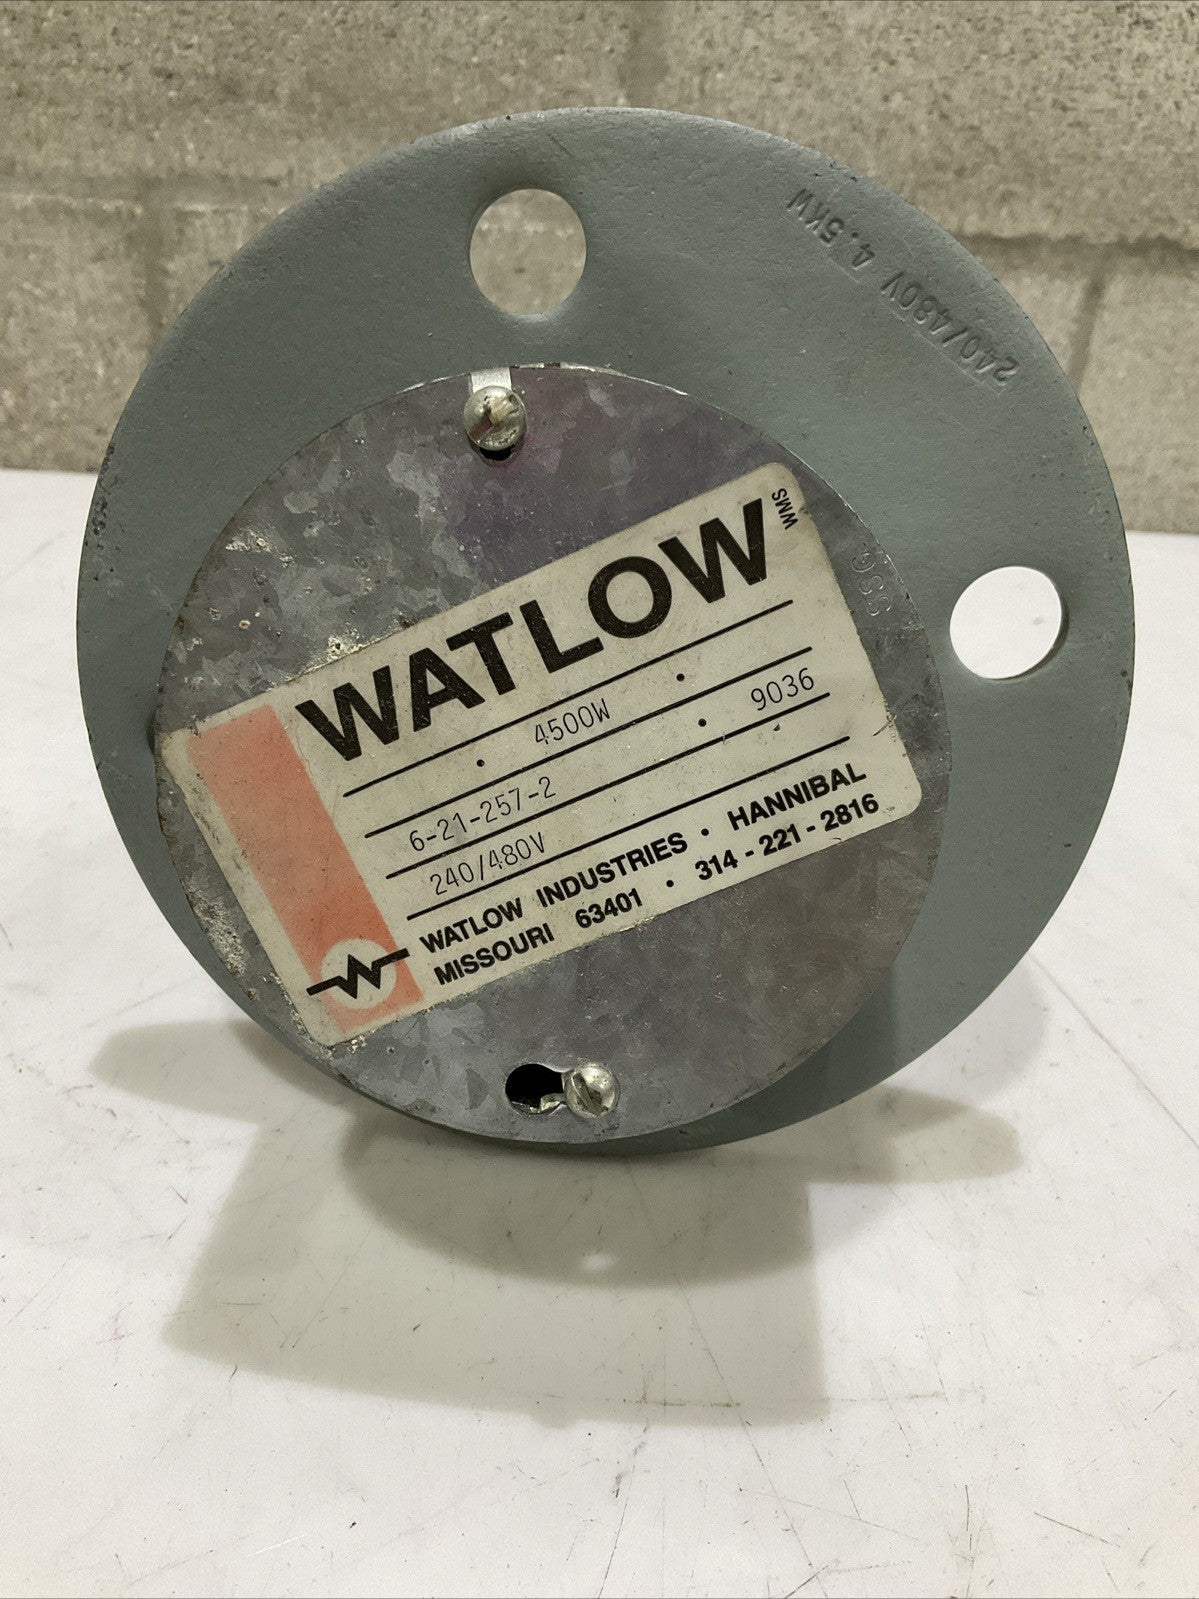 240/480V 4.5KW
WATLOW
WMS
4500W
6-21-257-2 9036
240/480V
WATLOW INDUSTRIES • HANNIBAL
MISSOURI 63401 • 314-221-2816